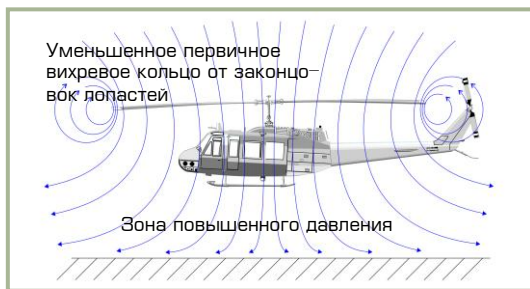 Уменьшенное первичное
вихревое кольцо от законцо-
вок лопастей
Зона повышенного давления